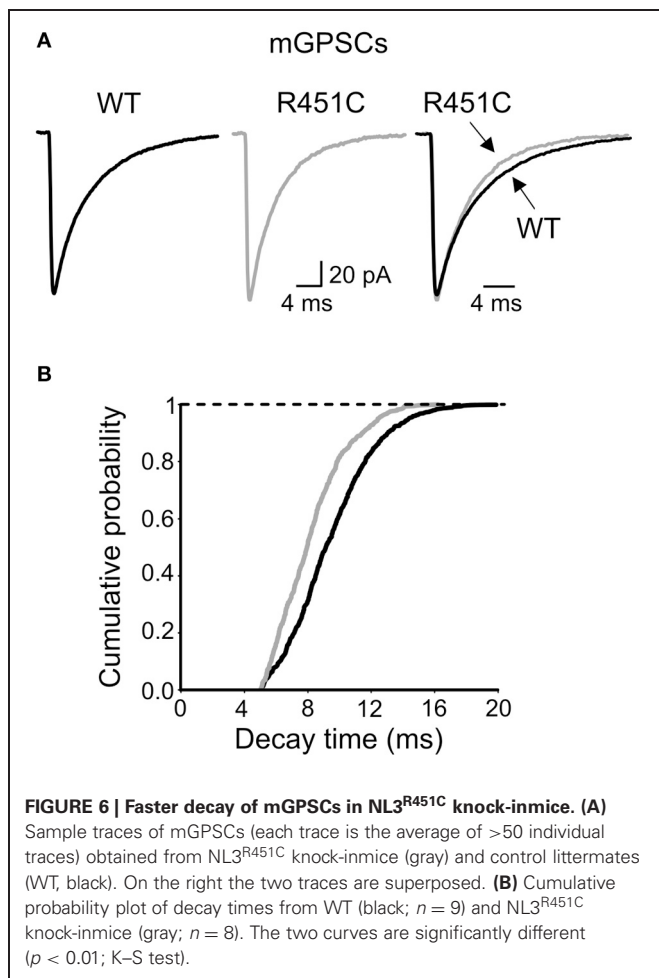 A
mGPSCs
WT
R451C
R451C
WT
20 pA
4 ms
4 ms
B
Cumulative probability
1
0.8
0.6
0.4
0.2
0.0
0
4
8
12
16
20
Decay time (ms)
FIGURE 6 | Faster decay of mGPSCs in NL3R451C knock-inmice. (A)
Sample traces of mGPSCs (each trace is the average of >50 individual
traces) obtained from NL3R451C knock-inmice (gray) and control littermates
(WT, black). On the right the two traces are superposed. (B) Cumulative
probability plot of decay times from WT (black; n = 9) and NL3R451C
knock-inmice (gray; n = 8). The two curves are significantly different
(p < 0.01; K–S test).